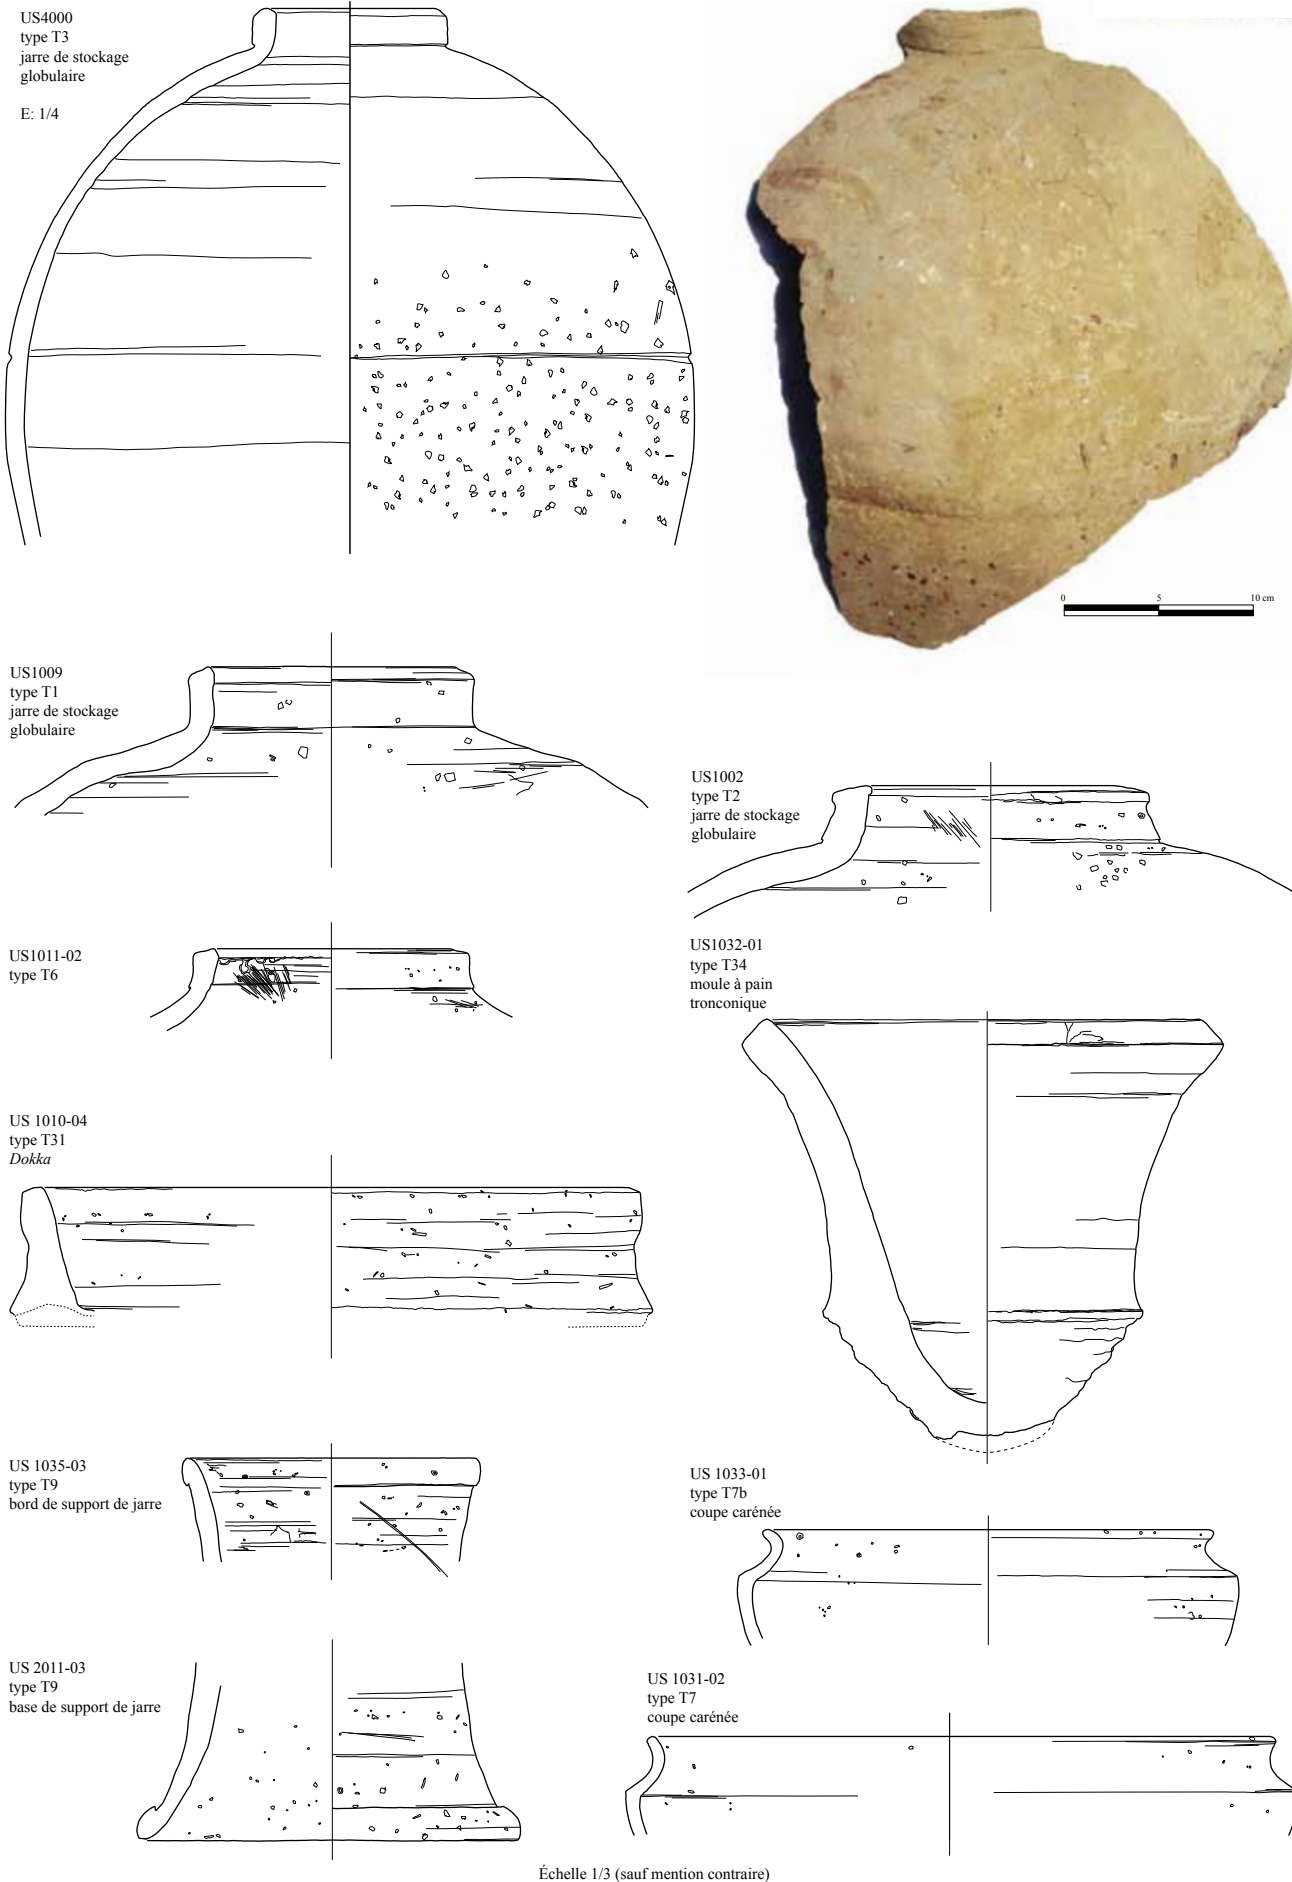 US4000
type T3
jarre de stockage
globulaire
E: 1/4
0 5 10 cm
US1009
type T1
jarre de stockage
globulaire
US1002
type T2
jarre de stockage
globulaire
US1011-02
type T6
US1032-01
type T34
moule à pain
tronconique
US 1010-04
type T31
Dokka
US 1035-03
type T9
bord de support de jarre
US 1033-01
type T7b
coupe carénée
US 2011-03
type T9
base de support de jarre
US 1031-02
type T7
coupe carénée
Échelle 1/3 (sauf mention contraire)